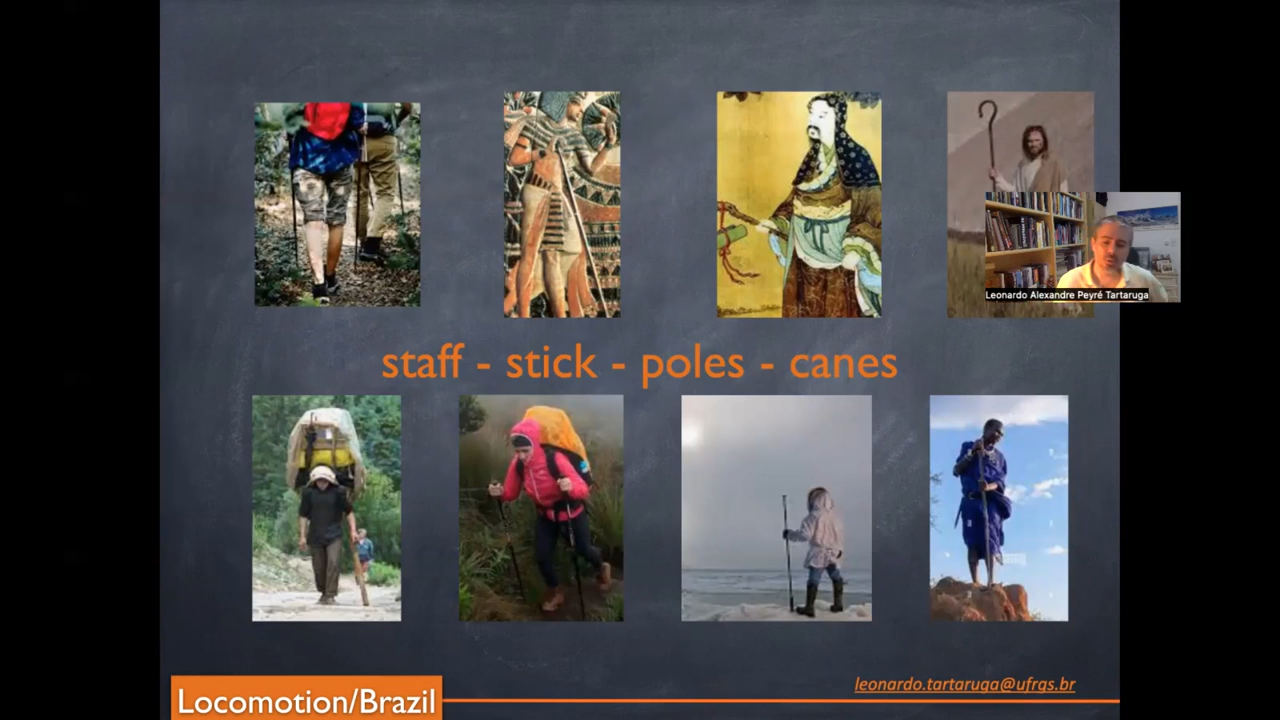 Leonardo Alexandre Peyré Tartaruga
staff - stick - poles - canes
leonardo.tartaruga@ufrgs.br
Locomotion/Brazil